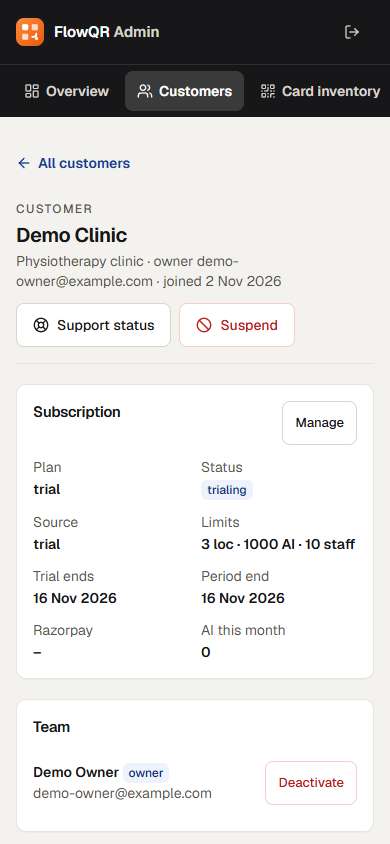 FlowQR Admin
Overview
Customers
Card inventory
All customers
CUSTOMER
Demo Clinic
Physiotherapy clinic · owner demo-
owner@example.com · joined 2 Nov 2026
Support status
Suspend
Subscription
Manage
Plan
trial
Status
trialing
Source
trial
Limits
3 loc · 1000 AI · 10 staff
Trial ends
16 Nov 2026
Period end
16 Nov 2026
Razorpay
–
AI this month
0
Team
Demo Owner owner
demo-owner@example.com
Deactivate